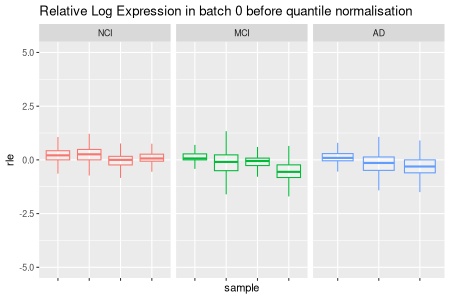 Relative Log Expression in batch 0 before quantile normalisation
NCI MCI AD
5.0
2.5
0.0
-2.5
-5.0
rle
sample